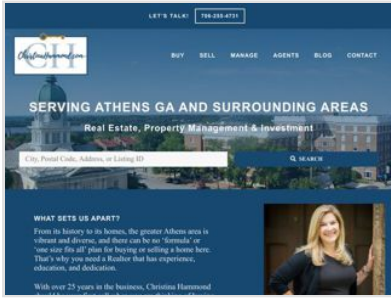 LET'S TALK! 706-255-4731
CH
ChristinaHammond.com
BUY SELL MANAGE AGENTS BLOG CONTACT
SERVING ATHENS GA AND SURROUNDING AREAS
Real Estate, Property Management & Investment
City, Postal Code, Address, or Listing ID SEARCH
WHAT SETS US APART?
From its history to its homes, the greater Athens area is
vibrant and diverse, and there can be no 'formula' or
'one size fits all' plan for buying or selling a home here.
That's why you need a Realtor that has experience,
education, and dedication.
With over 25 years in the business, Christina Hammond